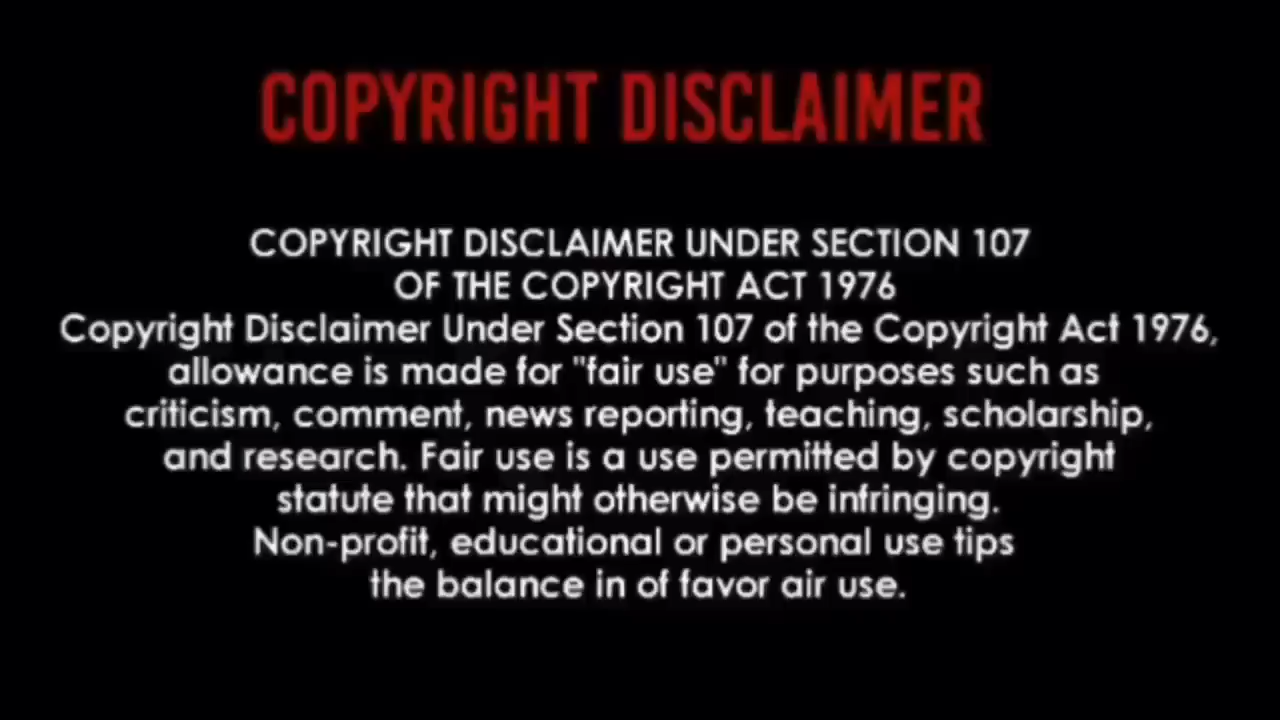 COPYRIGHT DISCLAIMER
COPYRIGHT DISCLAIMER UNDER SECTION 107
OF THE COPYRIGHT ACT 1976
Copyright Disclaimer Under Section 107 of the Copyright Act 1976,
allowance is made for "fair use" for purposes such as
criticism, comment, news reporting, teaching, scholarship,
and research. Fair use is a use permitted by copyright
statute that might otherwise be infringing.
Non-profit, educational or personal use tips
the balance in of favor air use.